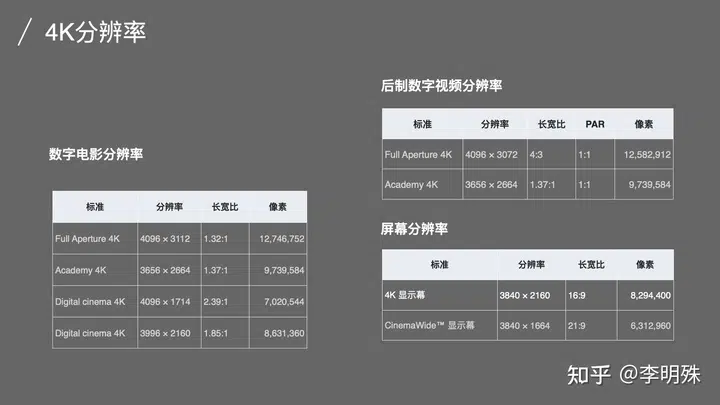 4K分辨率
数字电影分辨率
标准 分辨率 长宽比 像素
Full Aperture 4K 4096 × 3112 1.32:1 12,746,752
Academy 4K 3656 × 2664 1.37:1 9,739,584
Digital cinema 4K 4096 × 1714 2.39:1 7,020,544
Digital cinema 4K 3996 × 2160 1.85:1 8,631,360
后制数字视频分辨率
标准 分辨率 长宽比 PAR 像素
Full Aperture 4K 4096 × 3072 4:3 1:1 12,582,912
Academy 4K 3656 × 2664 1.37:1 1:1 9,739,584
屏幕分辨率
标准 分辨率 长宽比 像素
4K 显示幕 3840 × 2160 16:9 8,294,400
CinemaWide™ 显示幕 3840 × 1664 21:9 6,312,960
知乎 @李明殊